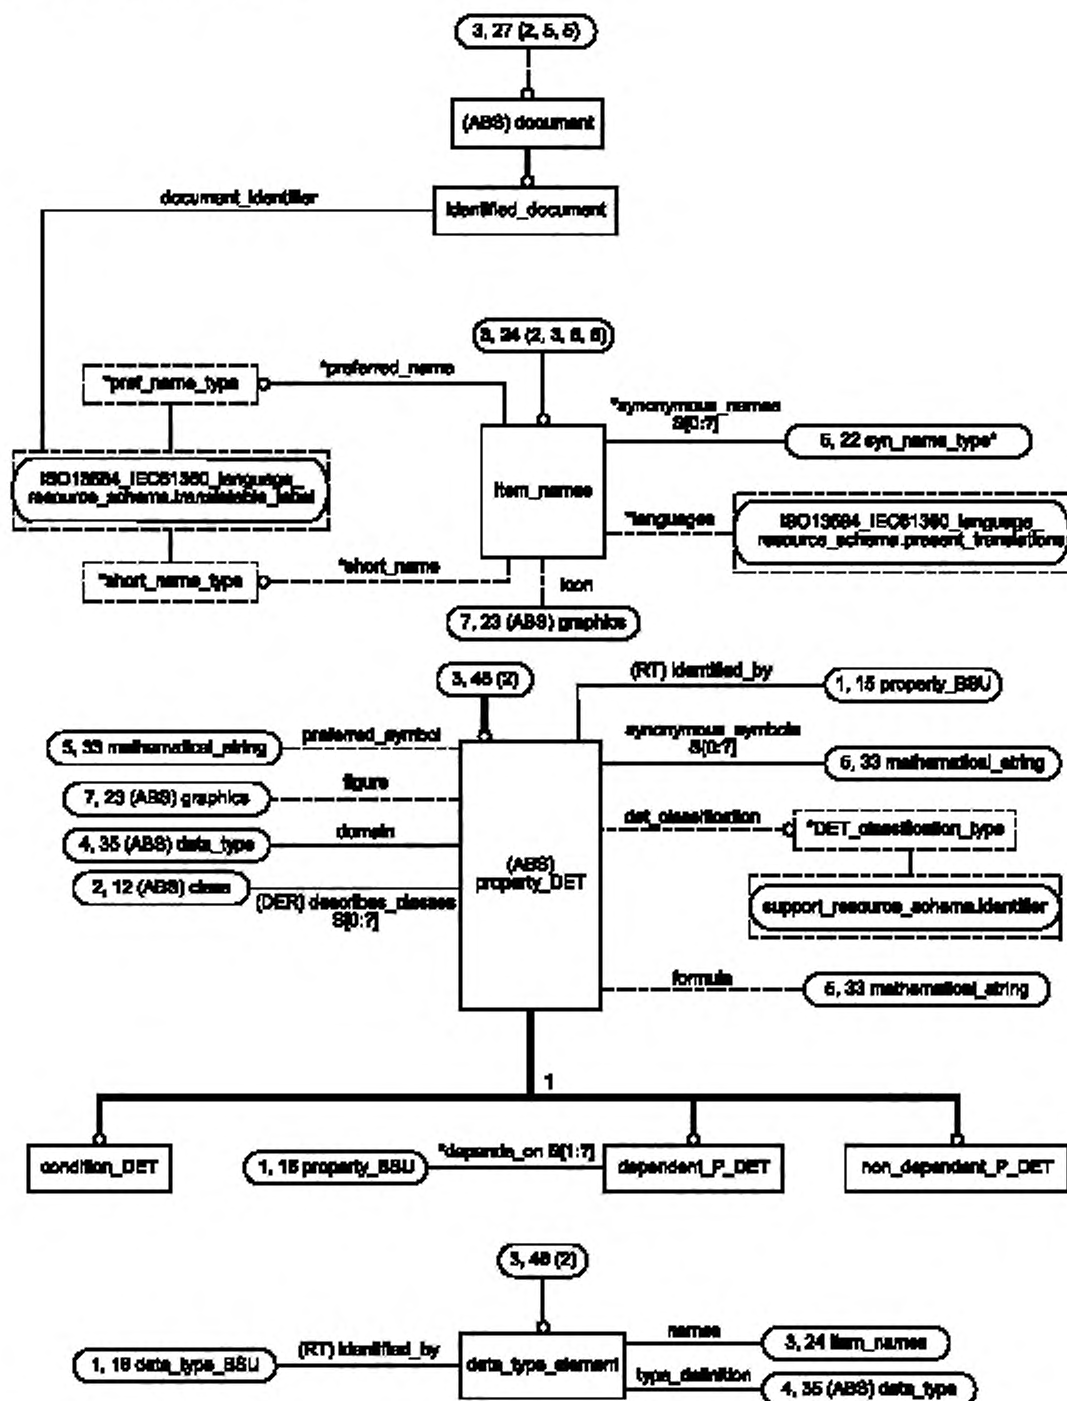 3, 27 (2, 5, 5)
(ABS) document
document_identifier
identified_document
3, 24 (2, 3, 6, 6)
*pref_name_type
*preferred_name
*synonymous_names
S[0:?]
5, 22 syn_name_type*
ISO13584_IEC61360_language_
resource_schema.translatable_label
item_names
*languages
ISO13584_IEC61360_language_
resource_schema.present_translations
*short_name_type
*short_name
icon
7, 23 (ABS) graphics
3, 45 (2)
(RT) identified_by
1, 15 property_BSU
5, 33 mathematical_string
preferred_symbol
synonymous_symbols
S[0:?]
5, 33 mathematical_string
7, 23 (ABS) graphics
figure
det_classification
*DET_classification_type
4, 35 (ABS) data_type
domain
(ABS)
property_DET
2, 12 (ABS) class
(DER) describes_classes
S[0:?]
support_resource_schema.identifier
formula
5, 33 mathematical_string
1
condition_DET
1, 15 property_BSU
*depends_on S[1:?]
dependent_P_DET
non_dependent_P_DET
3, 46 (2)
1, 18 data_type_BSU
(RT) identified_by
data_type_element
names
3, 24 item_names
type_definition
4, 35 (ABS) data_type